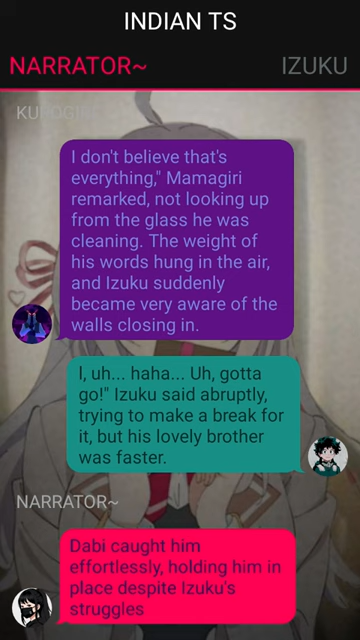 INDIAN TS
NARRATOR~
IZUKU
KUROGIRI
I don't believe that's
everything," Mamagiri
remarked, not looking up
from the glass he was
cleaning. The weight of
his words hung in the air,
and Izuku suddenly
became very aware of the
walls closing in.
I, uh... haha... Uh, gotta
go!" Izuku said abruptly,
trying to make a break for
it, but his lovely brother
was faster.
NARRATOR~
Dabi caught him
effortlessly, holding him in
place despite Izuku's
struggles